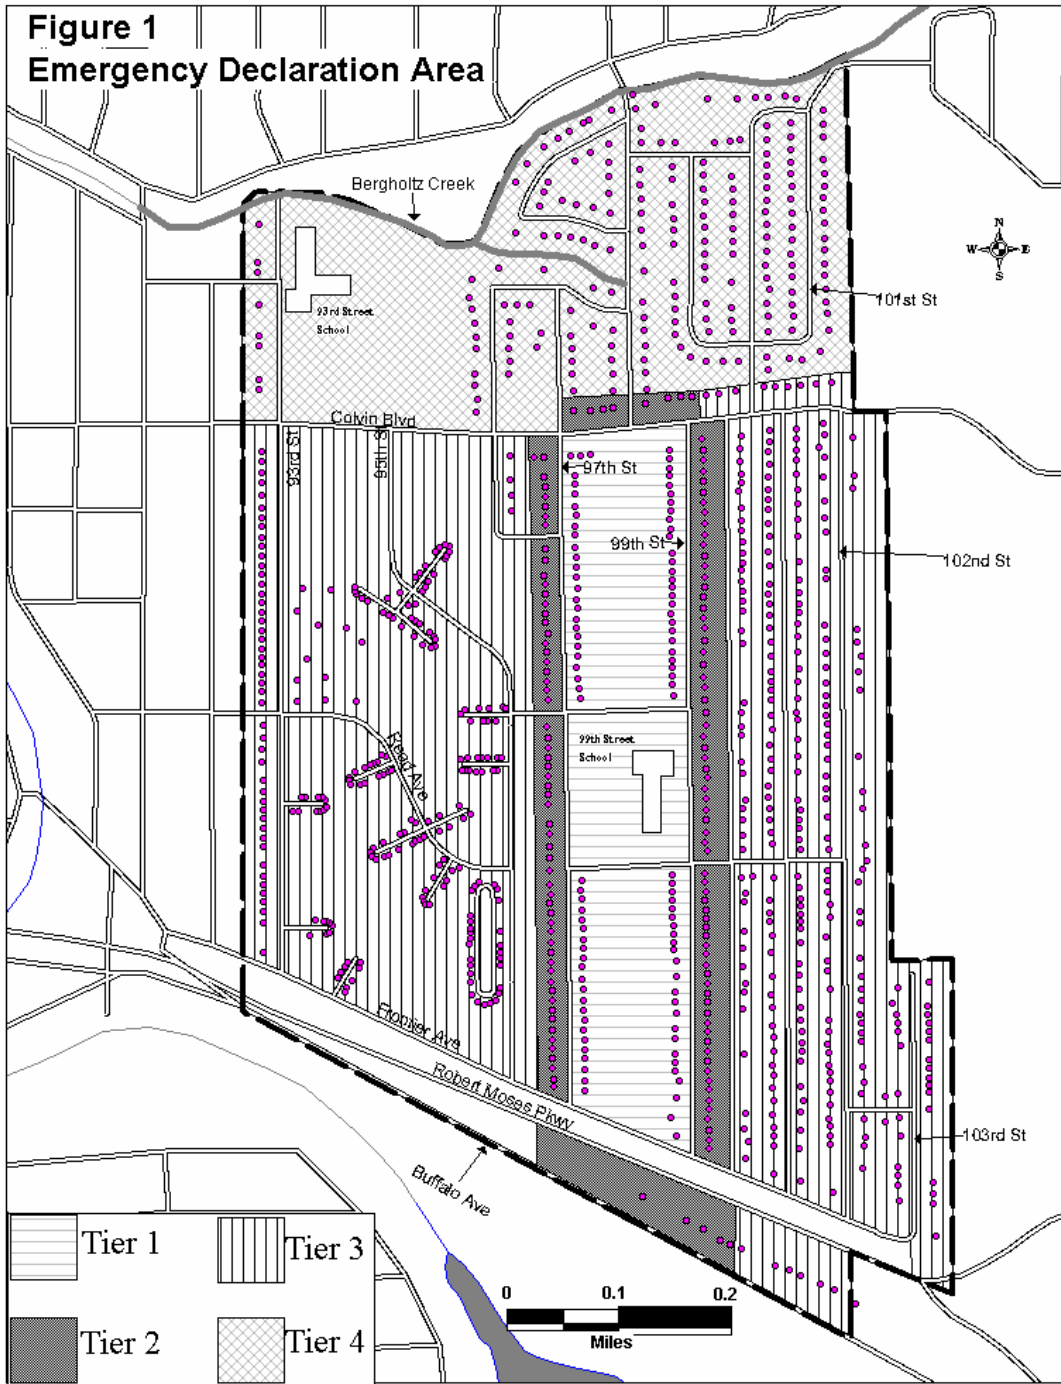 Figure 1
Emergency Declaration Area
Bergholtz Creek
N
W
E
S
101st St
93rd Street
School
Colvin Blvd
93rd St
95th St
97th St
99th St
102nd St
99th Street
School
Read Ave
Frontier Ave
Robert Moses Pkwy
103rd St
Buffalo Ave
Tier 1
Tier 3
Tier 2
Tier 4
0
0.1
0.2
Miles